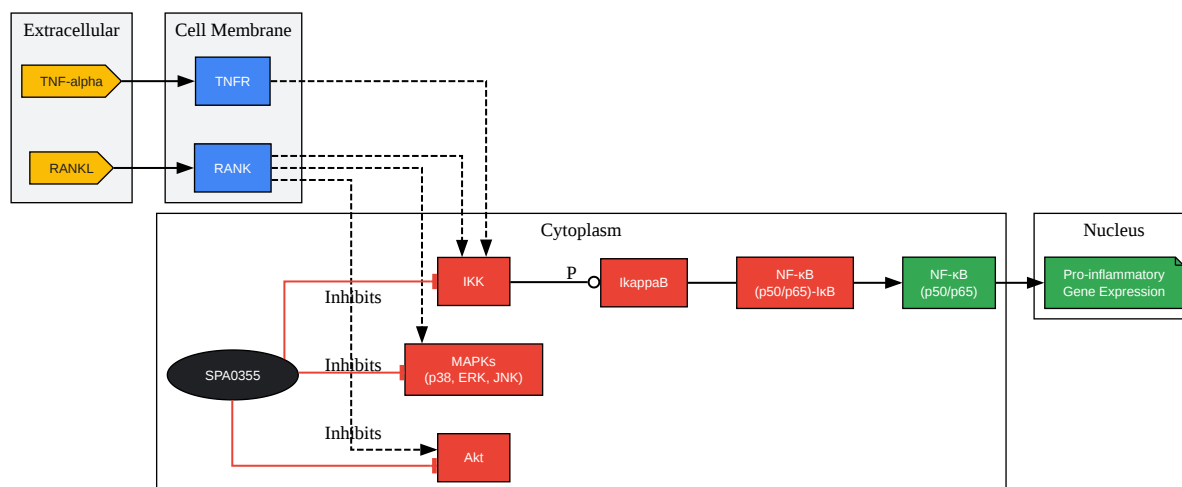 Extracellular
Cell Membrane
TNF-alpha
TNFR
RANKL
RANK
Cytoplasm
Nucleus
IKK
P
IkappaB
NF-κB
(p50/p65)-IκB
NF-κB
(p50/p65)
Pro-inflammatory
Gene Expression
Inhibits
SPA0355
Inhibits
MAPKs
(p38, ERK, JNK)
Inhibits
Akt